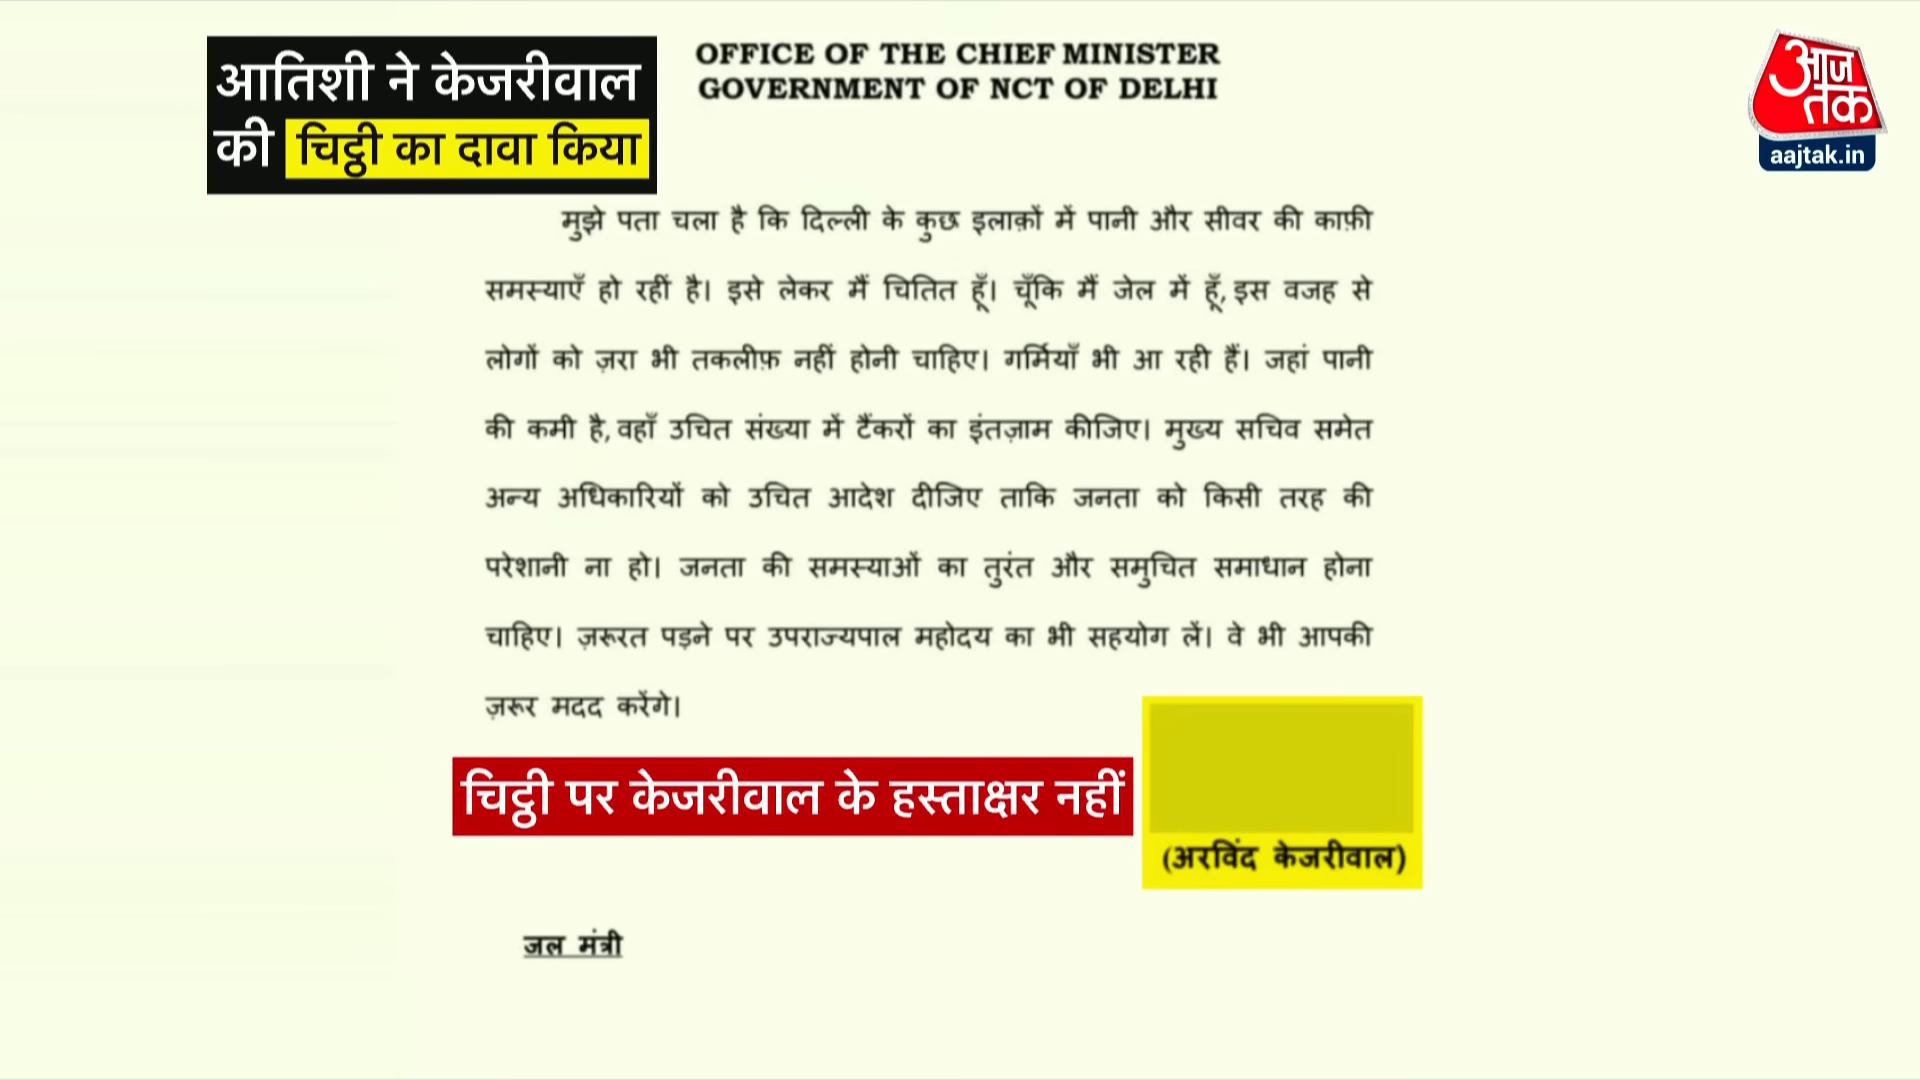 आतिशी ने केजरीवाल
की चिट्ठी का दावा किया
OFFICE OF THE CHIEF MINISTER
GOVERNMENT OF NCT OF DELHI
आज
तक
aajtak.in
मुझे पता चला है कि दिल्ली के कुछ इलाक़ों में पानी और सीवर की काफ़ी
समस्याएँ हो रहीं है। इसे लेकर मैं चिंतित हूँ। चूँकि मैं जेल में हूँ, इस वजह से
लोगों को ज़रा भी तकलीफ़ नहीं होनी चाहिए। गर्मियाँ भी आ रही हैं। जहां पानी
की कमी है, वहाँ उचित संख्या में टैंकरों का इंतज़ाम कीजिए। मुख्य सचिव समेत
अन्य अधिकारियों को उचित आदेश दीजिए ताकि जनता को किसी तरह की
परेशानी ना हो। जनता की समस्याओं का तुरंत और समुचित समाधान होना
चाहिए। ज़रूरत पड़ने पर उपराज्यपाल महोदय का भी सहयोग लें। वे भी आपकी
ज़रूर मदद करेंगे।
चिट्ठी पर केजरीवाल के हस्ताक्षर नहीं
(अरविंद केजरीवाल)
जल मंत्री